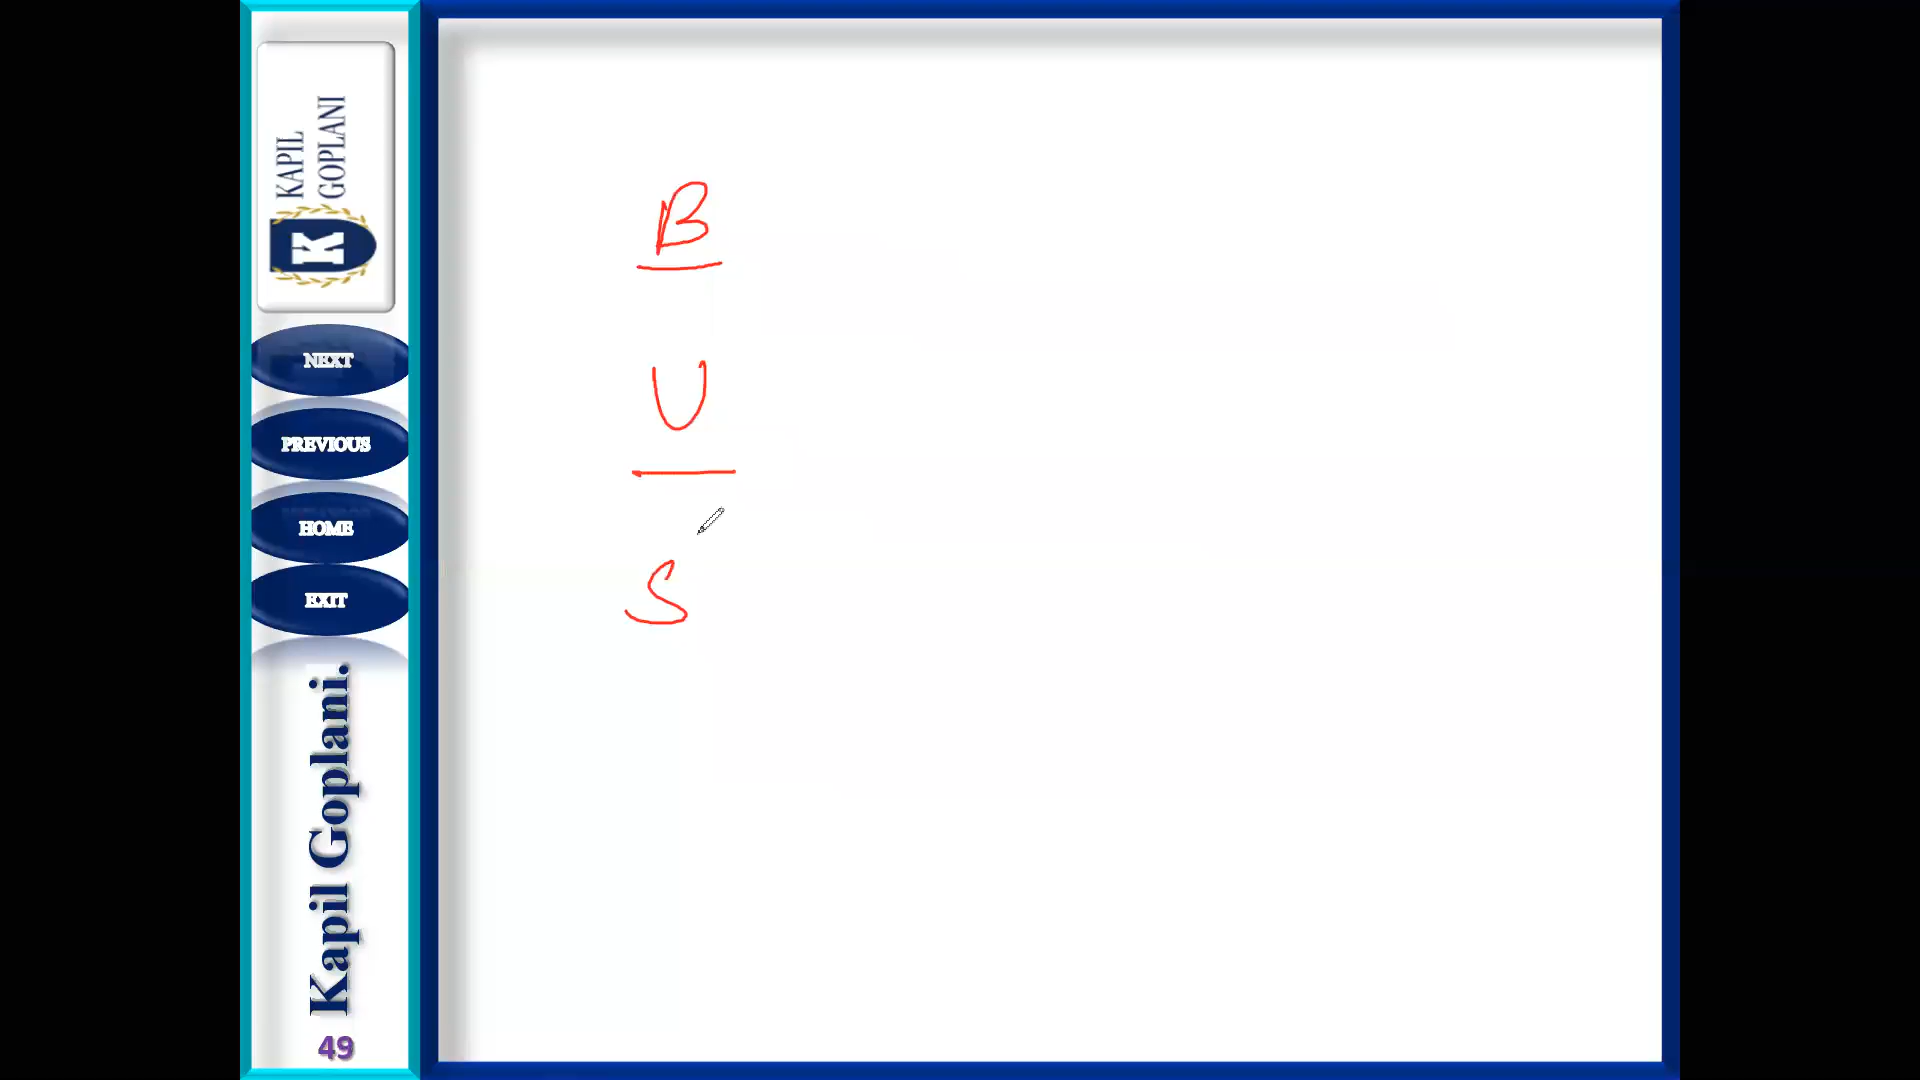 KAPIL
GOPLANI
K
NEXT
PREVIOUS
HOME
EXIT
Kapil Goplani.
49
B
U
S